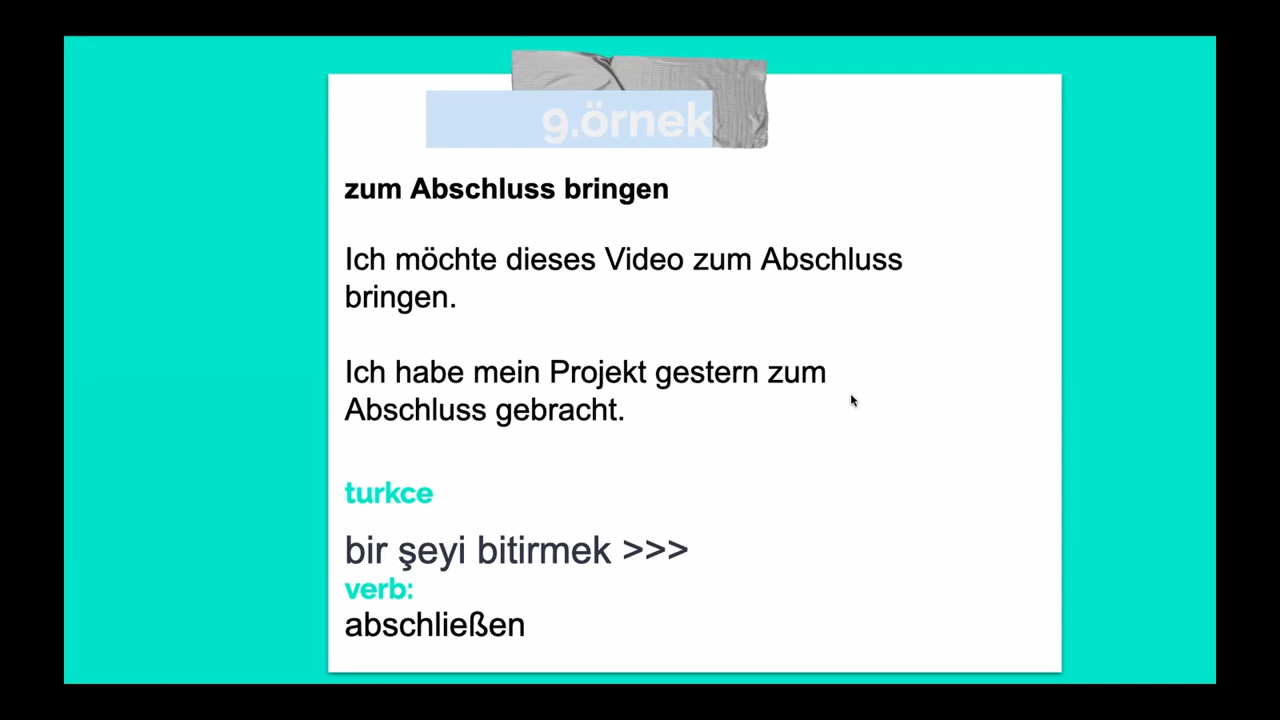 9.örnek
zum Abschluss bringen
Ich möchte dieses Video zum Abschluss
bringen.
Ich habe mein Projekt gestern zum
Abschluss gebracht.
turkce
bir şeyi bitirmek >>>
verb:
abschließen